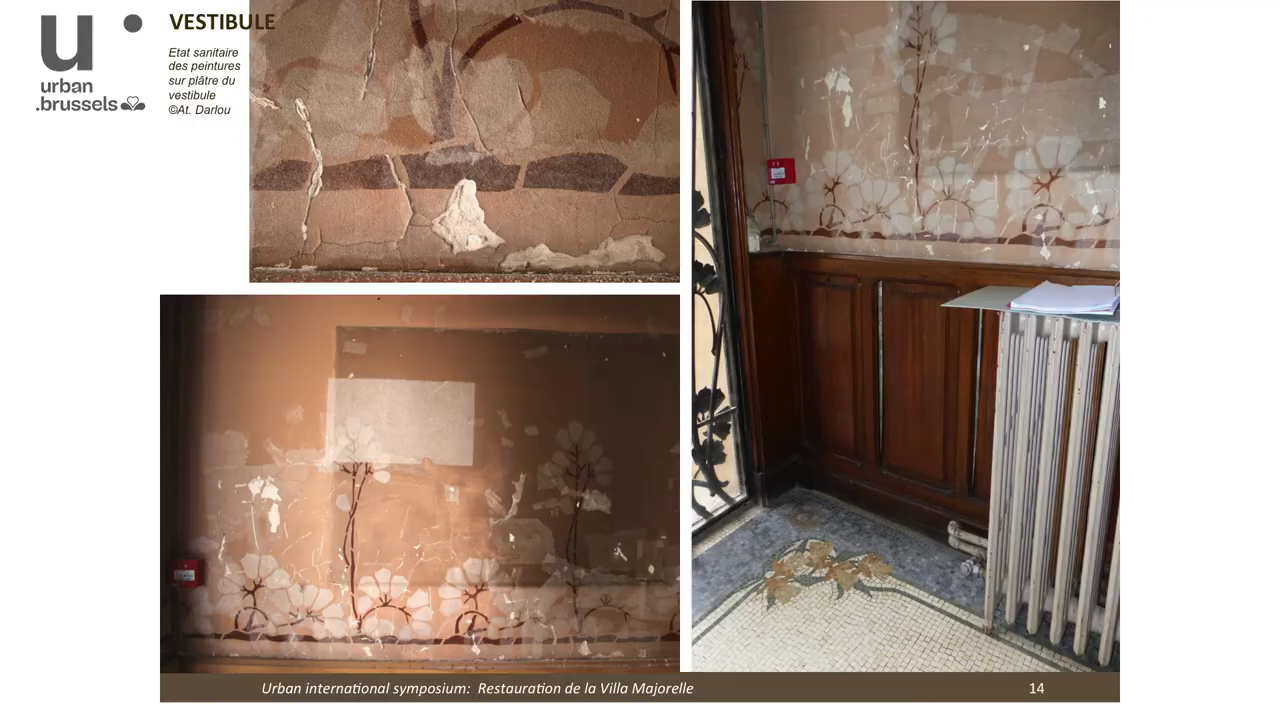 u
urban
.brussels
VESTIBULE
Etat sanitaire
des peintures
sur plâtre du
vestibule
©At. Darlou
Urban international symposium: Restauration de la Villa Majorelle
14